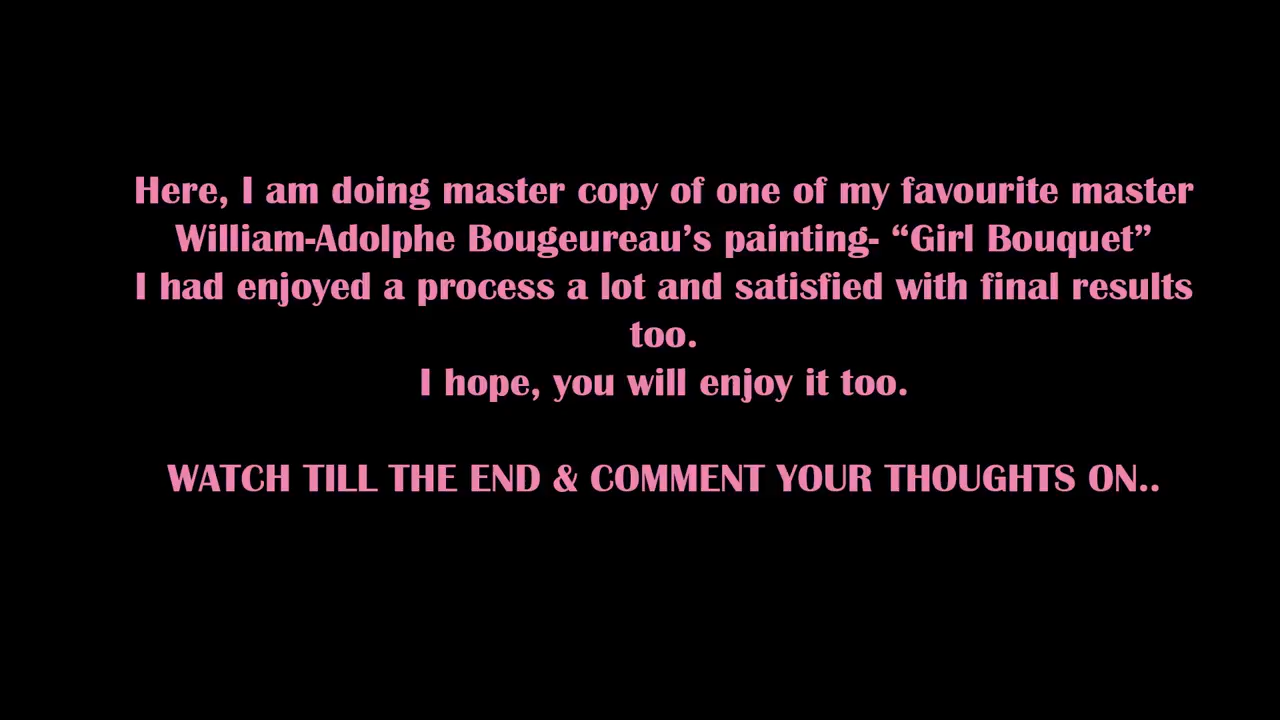 Here, I am doing master copy of one of my favourite master
William-Adolphe Bougeureau’s painting- “Girl Bouquet”
I had enjoyed a process a lot and satisfied with final results
too.
I hope, you will enjoy it too.
WATCH TILL THE END & COMMENT YOUR THOUGHTS ON..